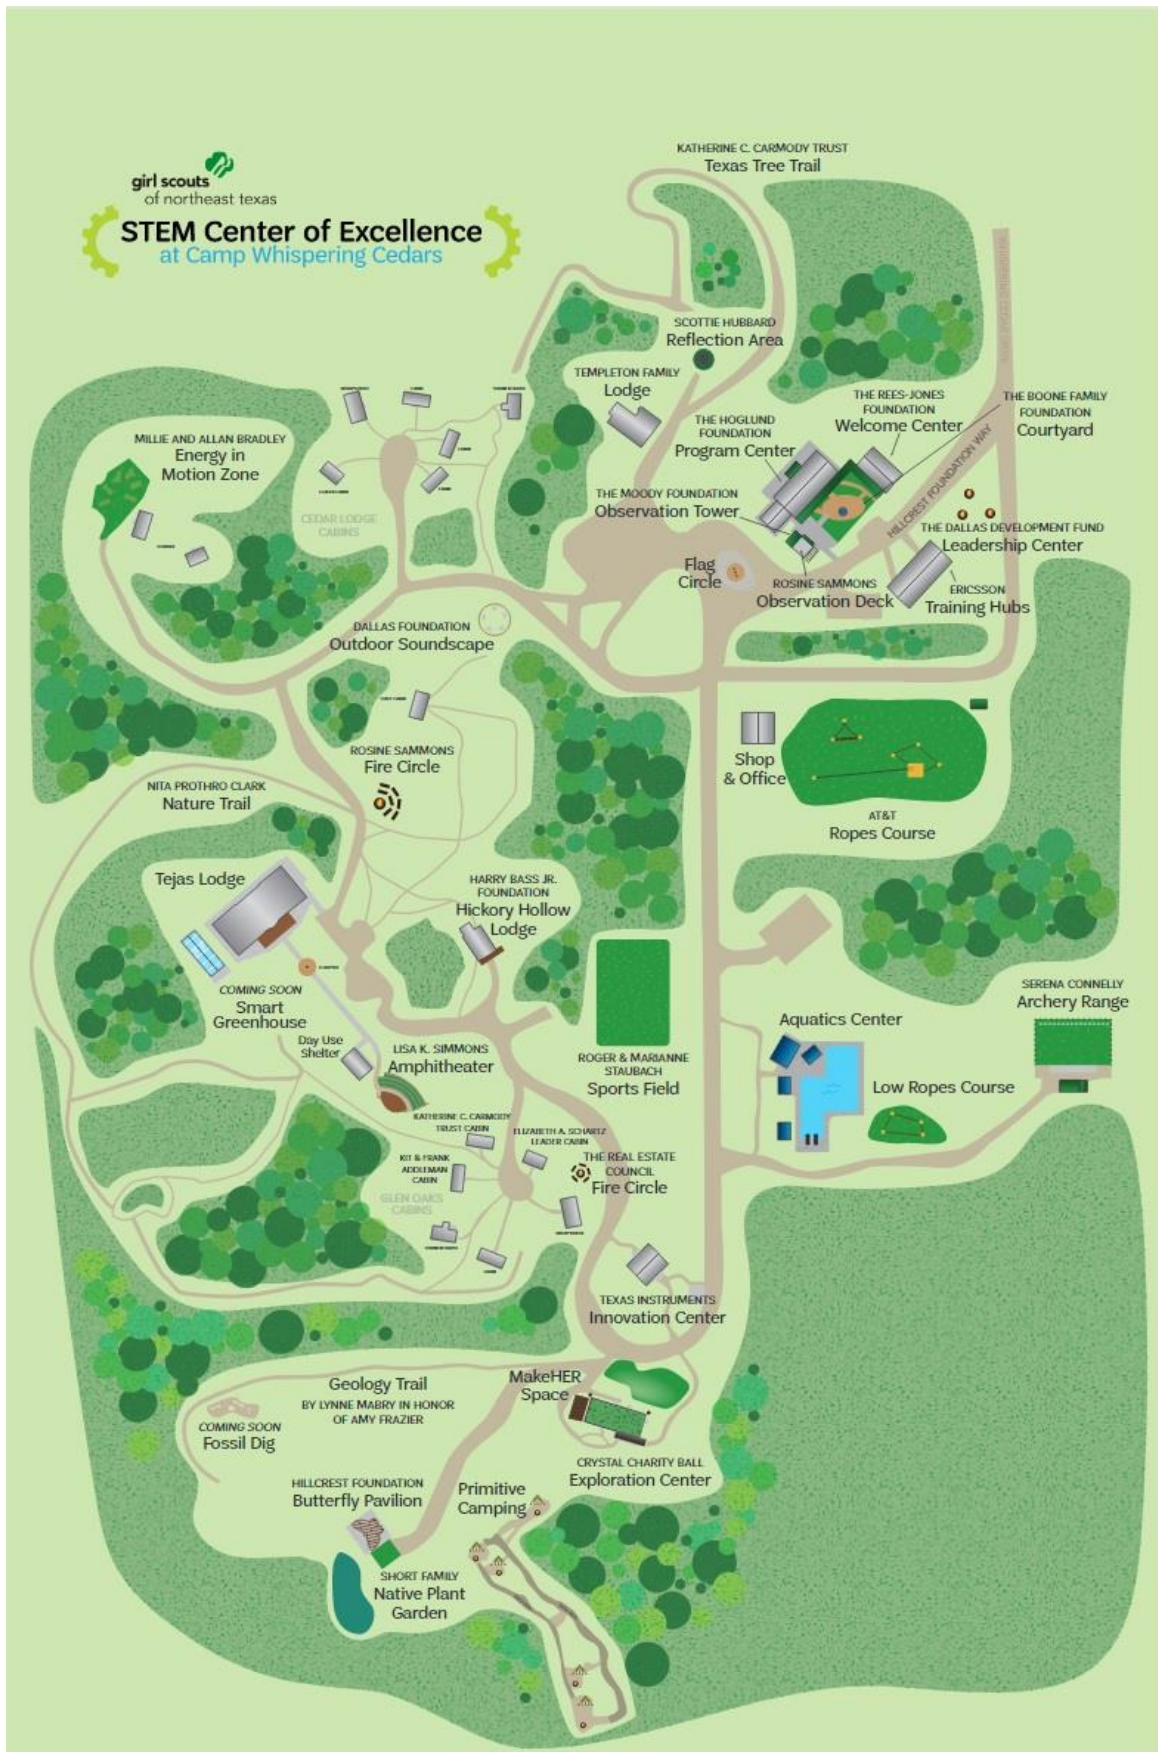 KATHERINE C. CARMODY TRUST
Texas Tree Trail
girl scouts
of northeast texas
STEM Center of Excellence
at Camp Whispering Cedars
SCOTTIE HUBBARD
Reflection Area
TEMPLETON FAMILY
Lodge
THE REES-JONES
FOUNDATION
Welcome Center
THE BOONE FAMILY
FOUNDATION
Courtyard
THE HOGLUND
FOUNDATION
Program Center
HILLCREST FOUNDATION WAY
MILLIE AND ALLAN BRADLEY
Energy in
Motion Zone
THE MOODY FOUNDATION
Observation Tower
CEDAR LODGE
CABINS
THE DALLAS DEVELOPMENT FUND
Leadership Center
Flag
Circle
ROSINE SAMMONS
Observation Deck
ERICSSON
Training Hubs
DALLAS FOUNDATION
Outdoor Soundscape
ROSINE SAMMONS
Fire Circle
Shop
& Office
NITA PROTHRO CLARK
Nature Trail
AT&T
Ropes Course
Tejas Lodge
HARRY BASS JR.
FOUNDATION
Hickory Hollow
Lodge
COMING SOON
Smart
Greenhouse
SERENA CONNELLY
Archery Range
Aquatics Center
Day Use
Shelter
LISA K. SIMMONS
Amphitheater
ROGER & MARIANNE
STAUBACH
Sports Field
Low Ropes Course
KATHERINE C. CARMODY
TRUST CABIN
ELIZABETH A. SCHARTZ
LEADER CABIN
KIT & FRANK
ADDLEMAN
CABIN
THE REAL ESTATE
COUNCIL
Fire Circle
GLEN OAKS
CABINS
TEXAS INSTRUMENTS
Innovation Center
Geology Trail
BY LYNNE MABRY IN HONOR
OF AMY FRAZIER
MakeHER
Space
COMING SOON
Fossil Dig
CRYSTAL CHARITY BALL
Exploration Center
HILLCREST FOUNDATION
Butterfly Pavilion
Primitive
Camping
SHORT FAMILY
Native Plant
Garden